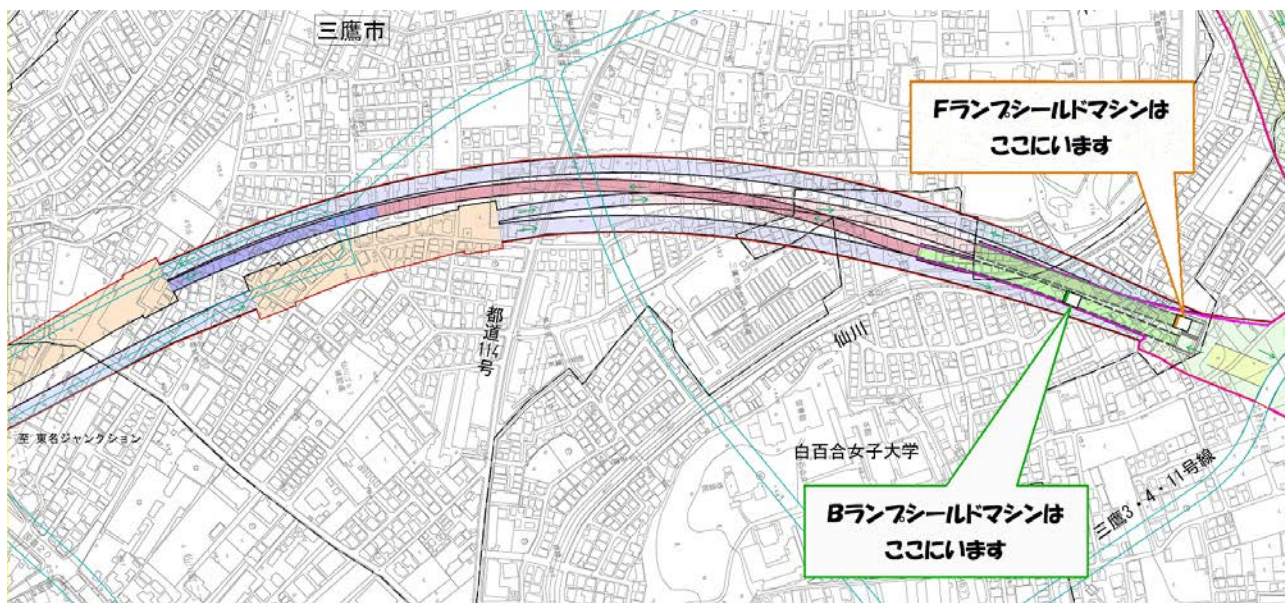 三鷹市
Fランプシールドマシンは
ここにいます
都道114号
仙川
至 東名ジャンクション
白百合女子大学
三鷹3・4・11号線
Bランプシールドマシンは
ここにいます